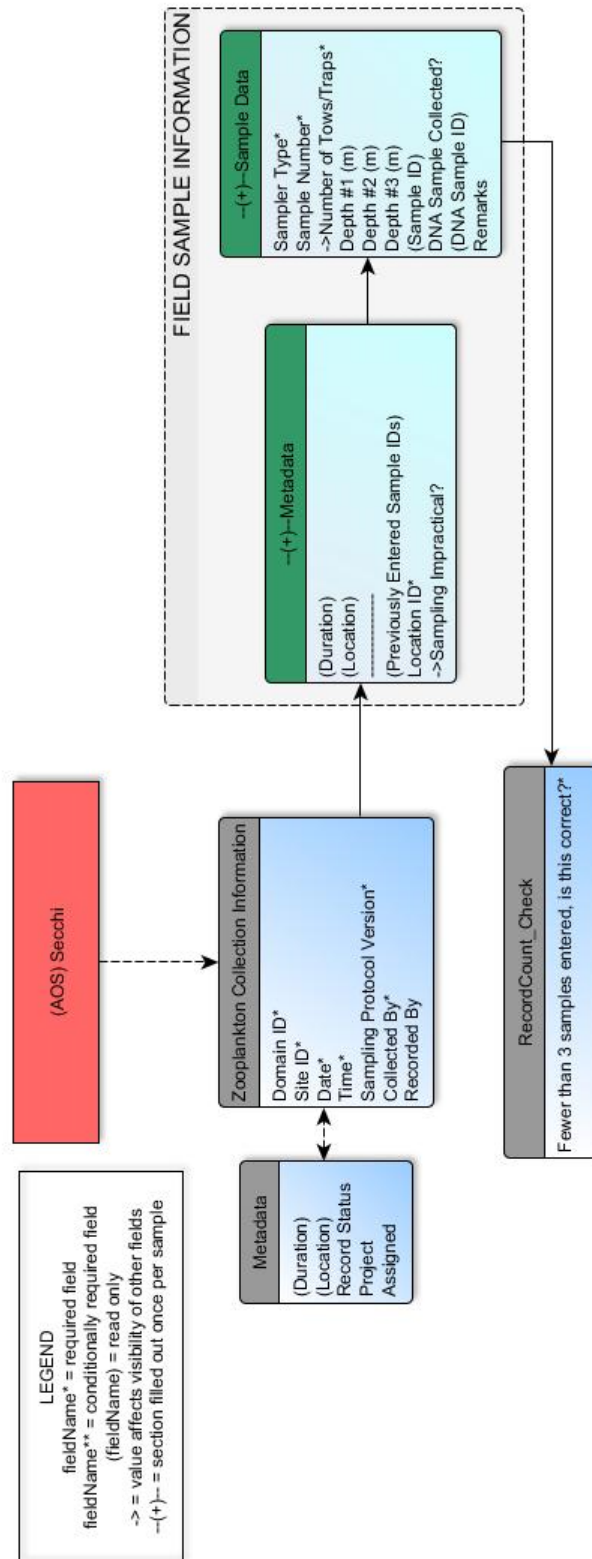 LEGEND
fieldName* = required field
fieldName** = conditionally required field
(fieldName) = read only
-> = value affects visibility of other fields
--(+)-- = section filled out once per sample
(AOS) Secchi
Metadata
(Duration)
(Location)
Record Status
Project
Assigned
Zooplankton Collection Information
Domain ID*
Site ID*
Date*
Time*
Sampling Protocol Version*
Collected By*
Recorded By
FIELD SAMPLE INFORMATION
--(+)--Metadata
(Duration)
(Location)
--------------
(Previously Entered Sample IDs)
Location ID*
->Sampling Impractical?
--(+)--Sample Data
Sampler Type*
Sample Number*
->Number of Tows/Traps*
Depth #1 (m)
Depth #2 (m)
Depth #3 (m)
(Sample ID)
DNA Sample Collected?
(DNA Sample ID)
Remarks
RecordCount_Check
Fewer than 3 samples entered, is this correct?*